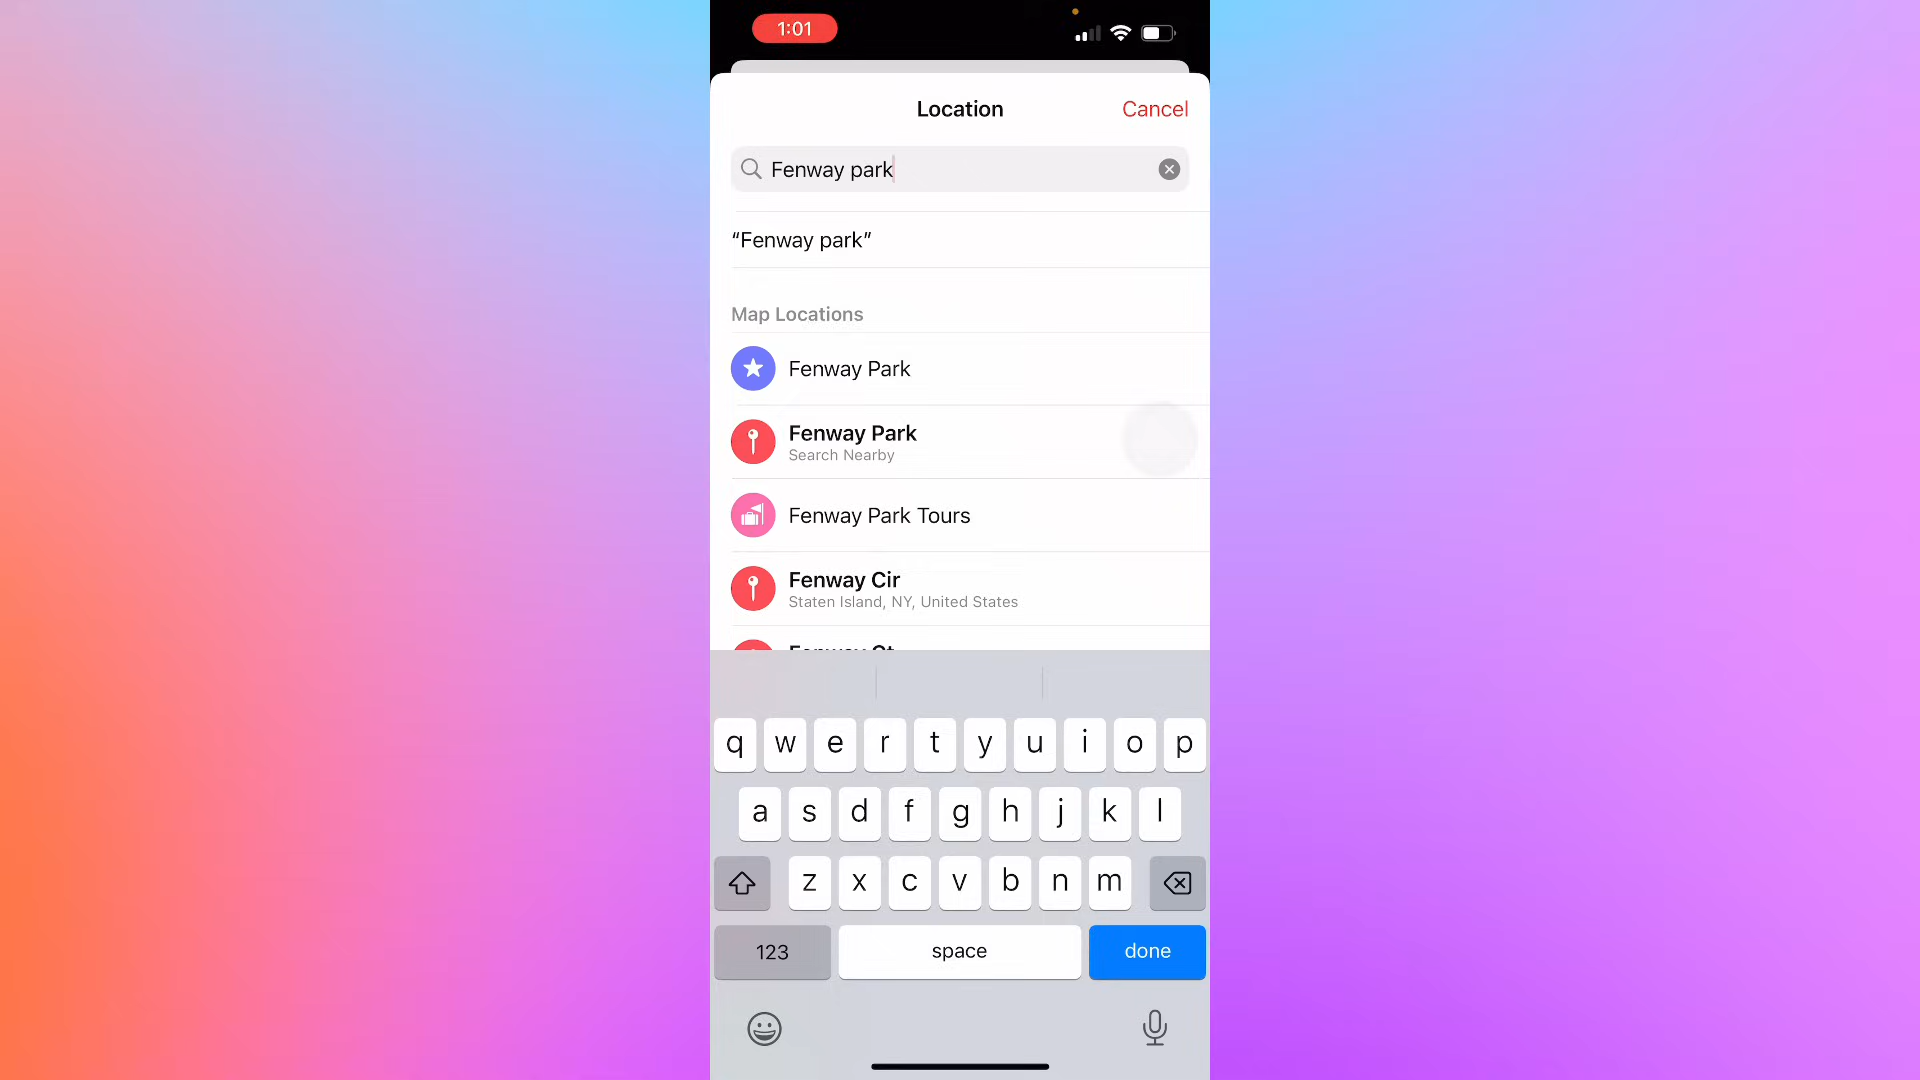 1:01
Location
Cancel
Fenway park
“Fenway park”
Map Locations
Fenway Park
Fenway Park
Search Nearby
Fenway Park Tours
Fenway Cir
Staten Island, NY, United States
q w e r t y u i o p
a s d f g h j k l
z x c v b n m
123
space
done